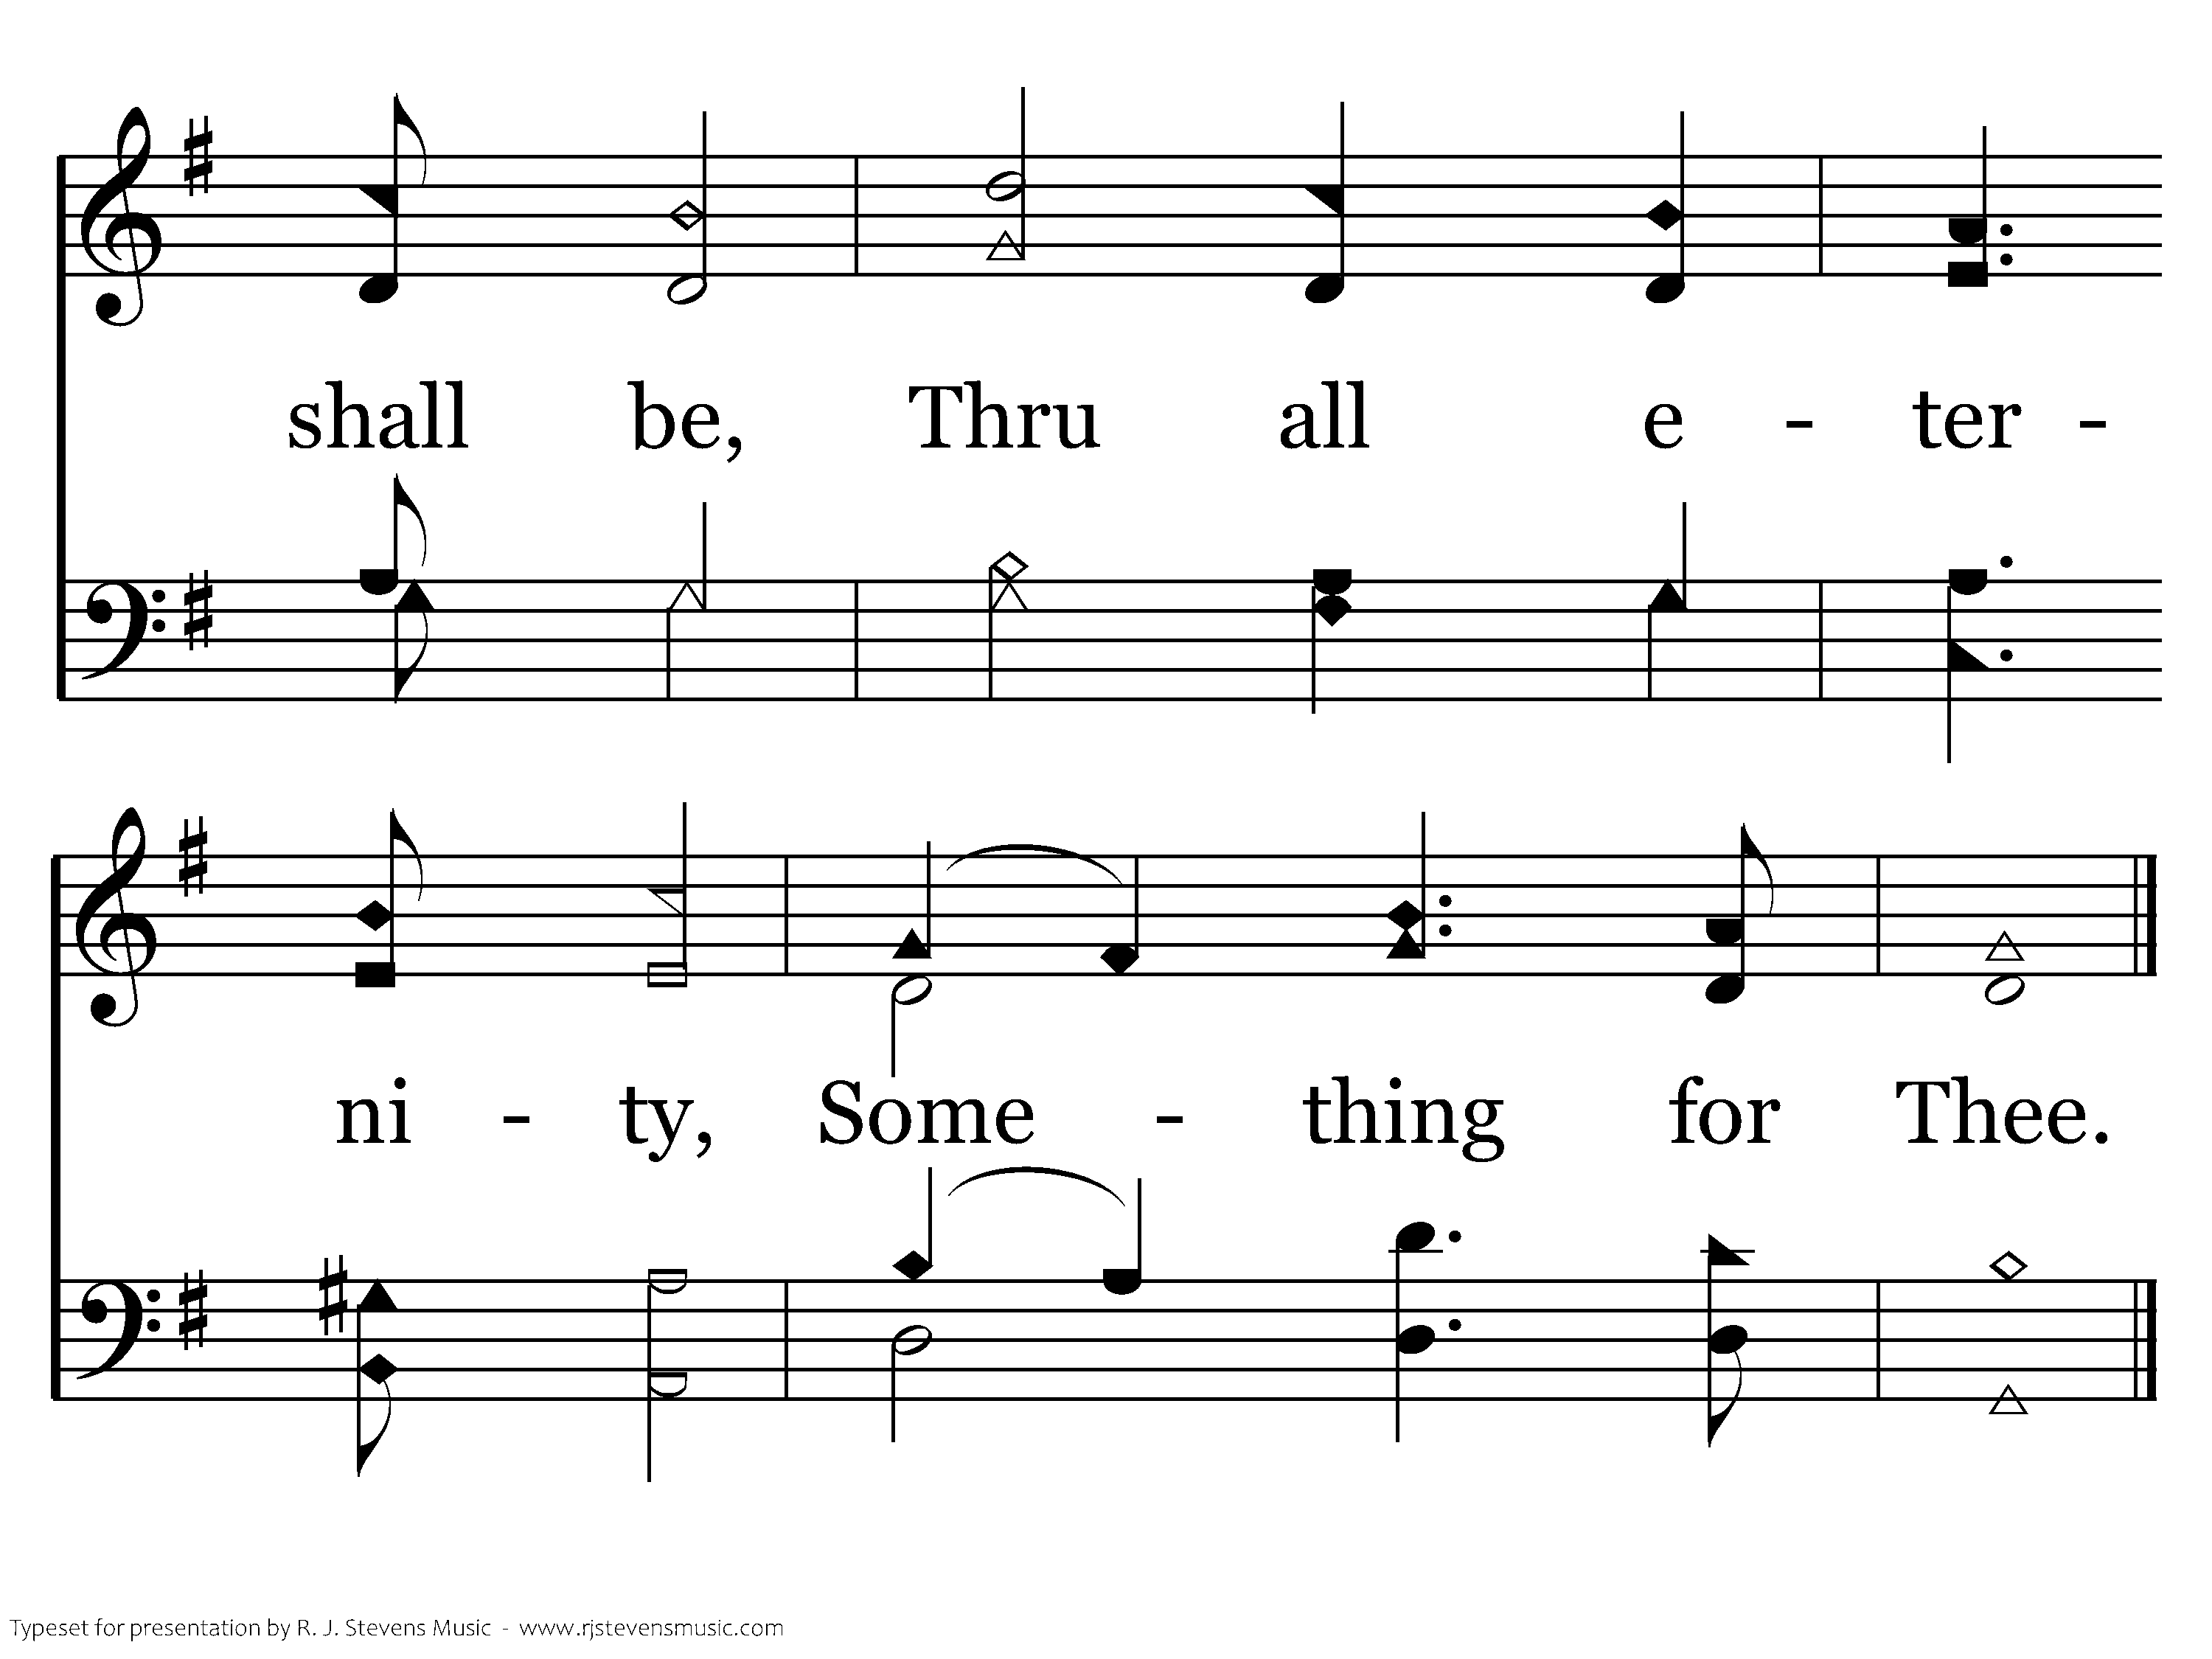 shall be, Thru all e - ter -
ni - ty, Some - thing for Thee.
Typeset for presentation by R. J. Stevens Music - www.rjstevensmusic.com